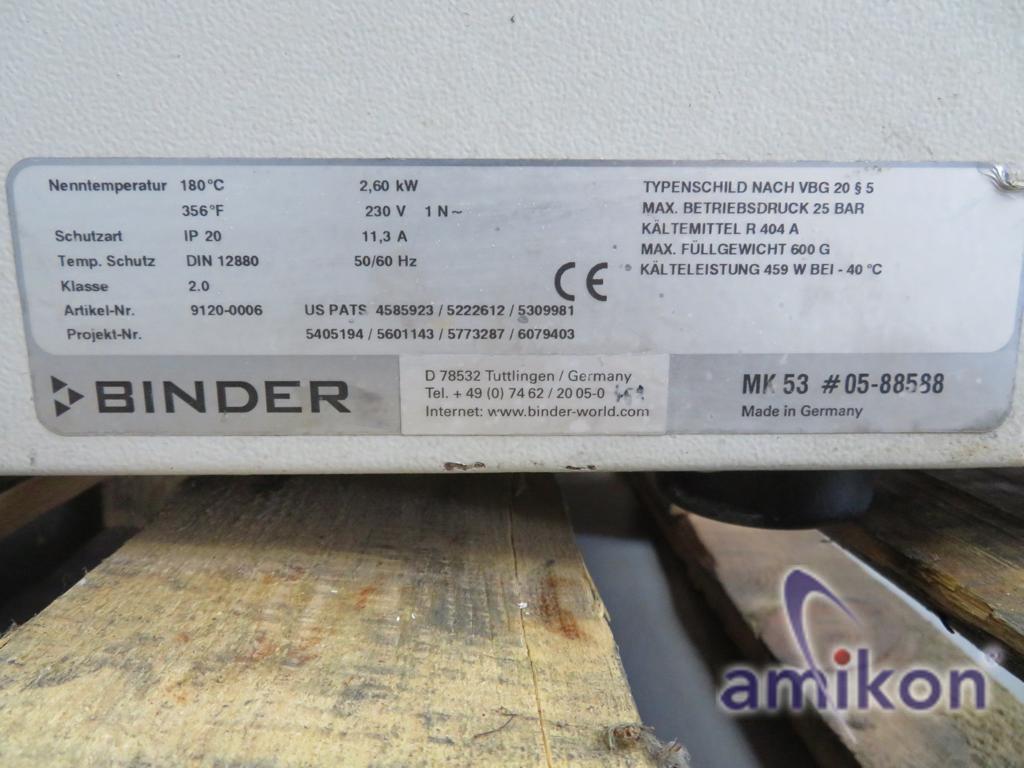 Nenntemperatur 180°C 2,60 kW
356°F 230 V 1 N ~
Schutzart IP 20 11,3 A
Temp. Schutz DIN 12880 50/60 Hz
Klasse 2.0
Artikel-Nr. 9120-0006 US PATS 4585923 / 5222612 / 5309981
Projekt-Nr. 5405194 / 5601143 / 5773287 / 6079403
CE
TYPENSCHILD NACH VBG 20 § 5
MAX. BETRIEBSDRUCK 25 BAR
KÄLTEMITTEL R 404 A
MAX. FÜLLGEWICHT 600 G
KÄLTELEISTUNG 459 W BEI - 40 °C
BINDER
D 78532 Tuttlingen / Germany
Tel. + 49 (0) 74 62 / 20 05-0
Internet: www.binder-world.com
MK 53 # 05-88588
Made in Germany
amikon